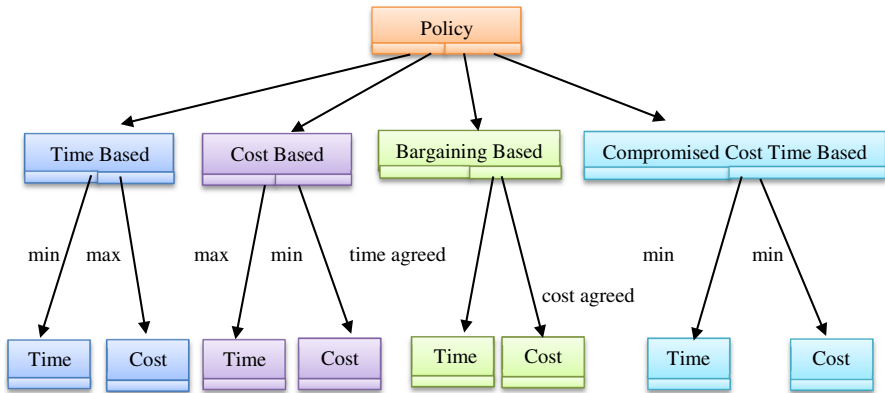 Policy
Time Based
Cost Based
Bargaining Based
Compromised Cost Time Based
min
max
max
min
time agreed
cost agreed
min
min
Time
Cost
Time
Cost
Time
Cost
Time
Cost